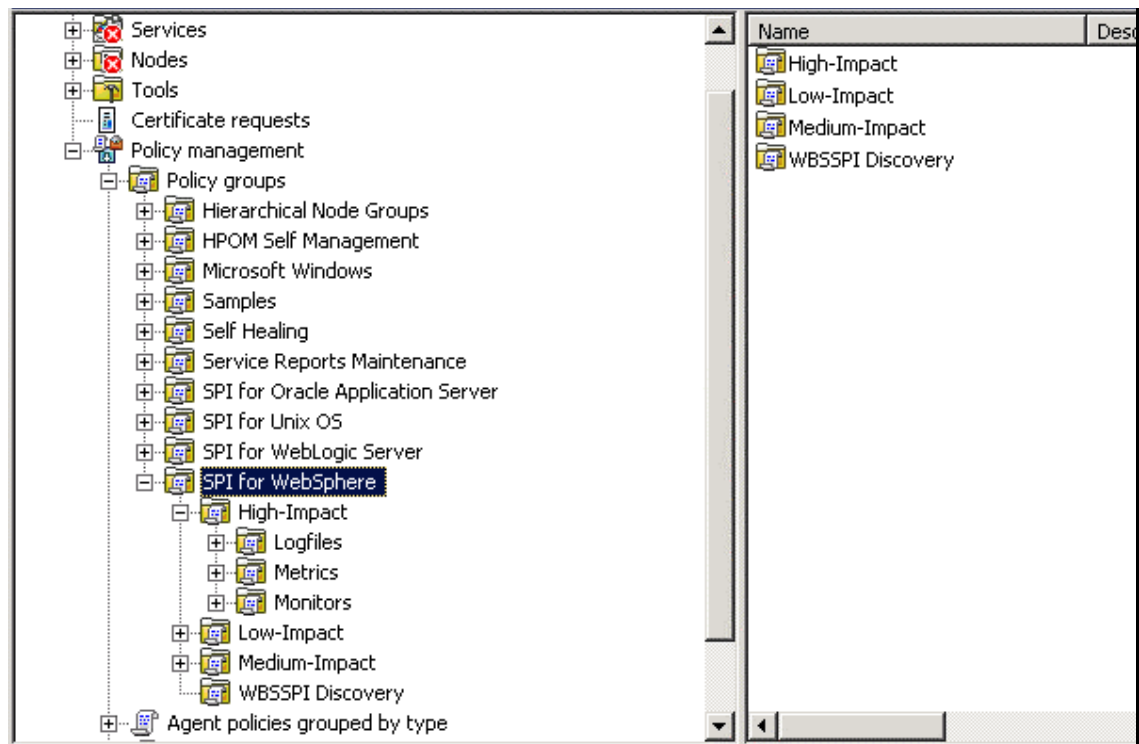 Services
Nodes
Tools
Certificate requests
Policy management
Policy groups
Hierarchical Node Groups
HPOM Self Management
Microsoft Windows
Samples
Self Healing
Service Reports Maintenance
SPI for Oracle Application Server
SPI for Unix OS
SPI for WebLogic Server
SPI for WebSphere
High-Impact
Logfiles
Metrics
Monitors
Low-Impact
Medium-Impact
WBSSPI Discovery
Agent policies grouped by type
Name Desc
High-Impact
Low-Impact
Medium-Impact
WBSSPI Discovery